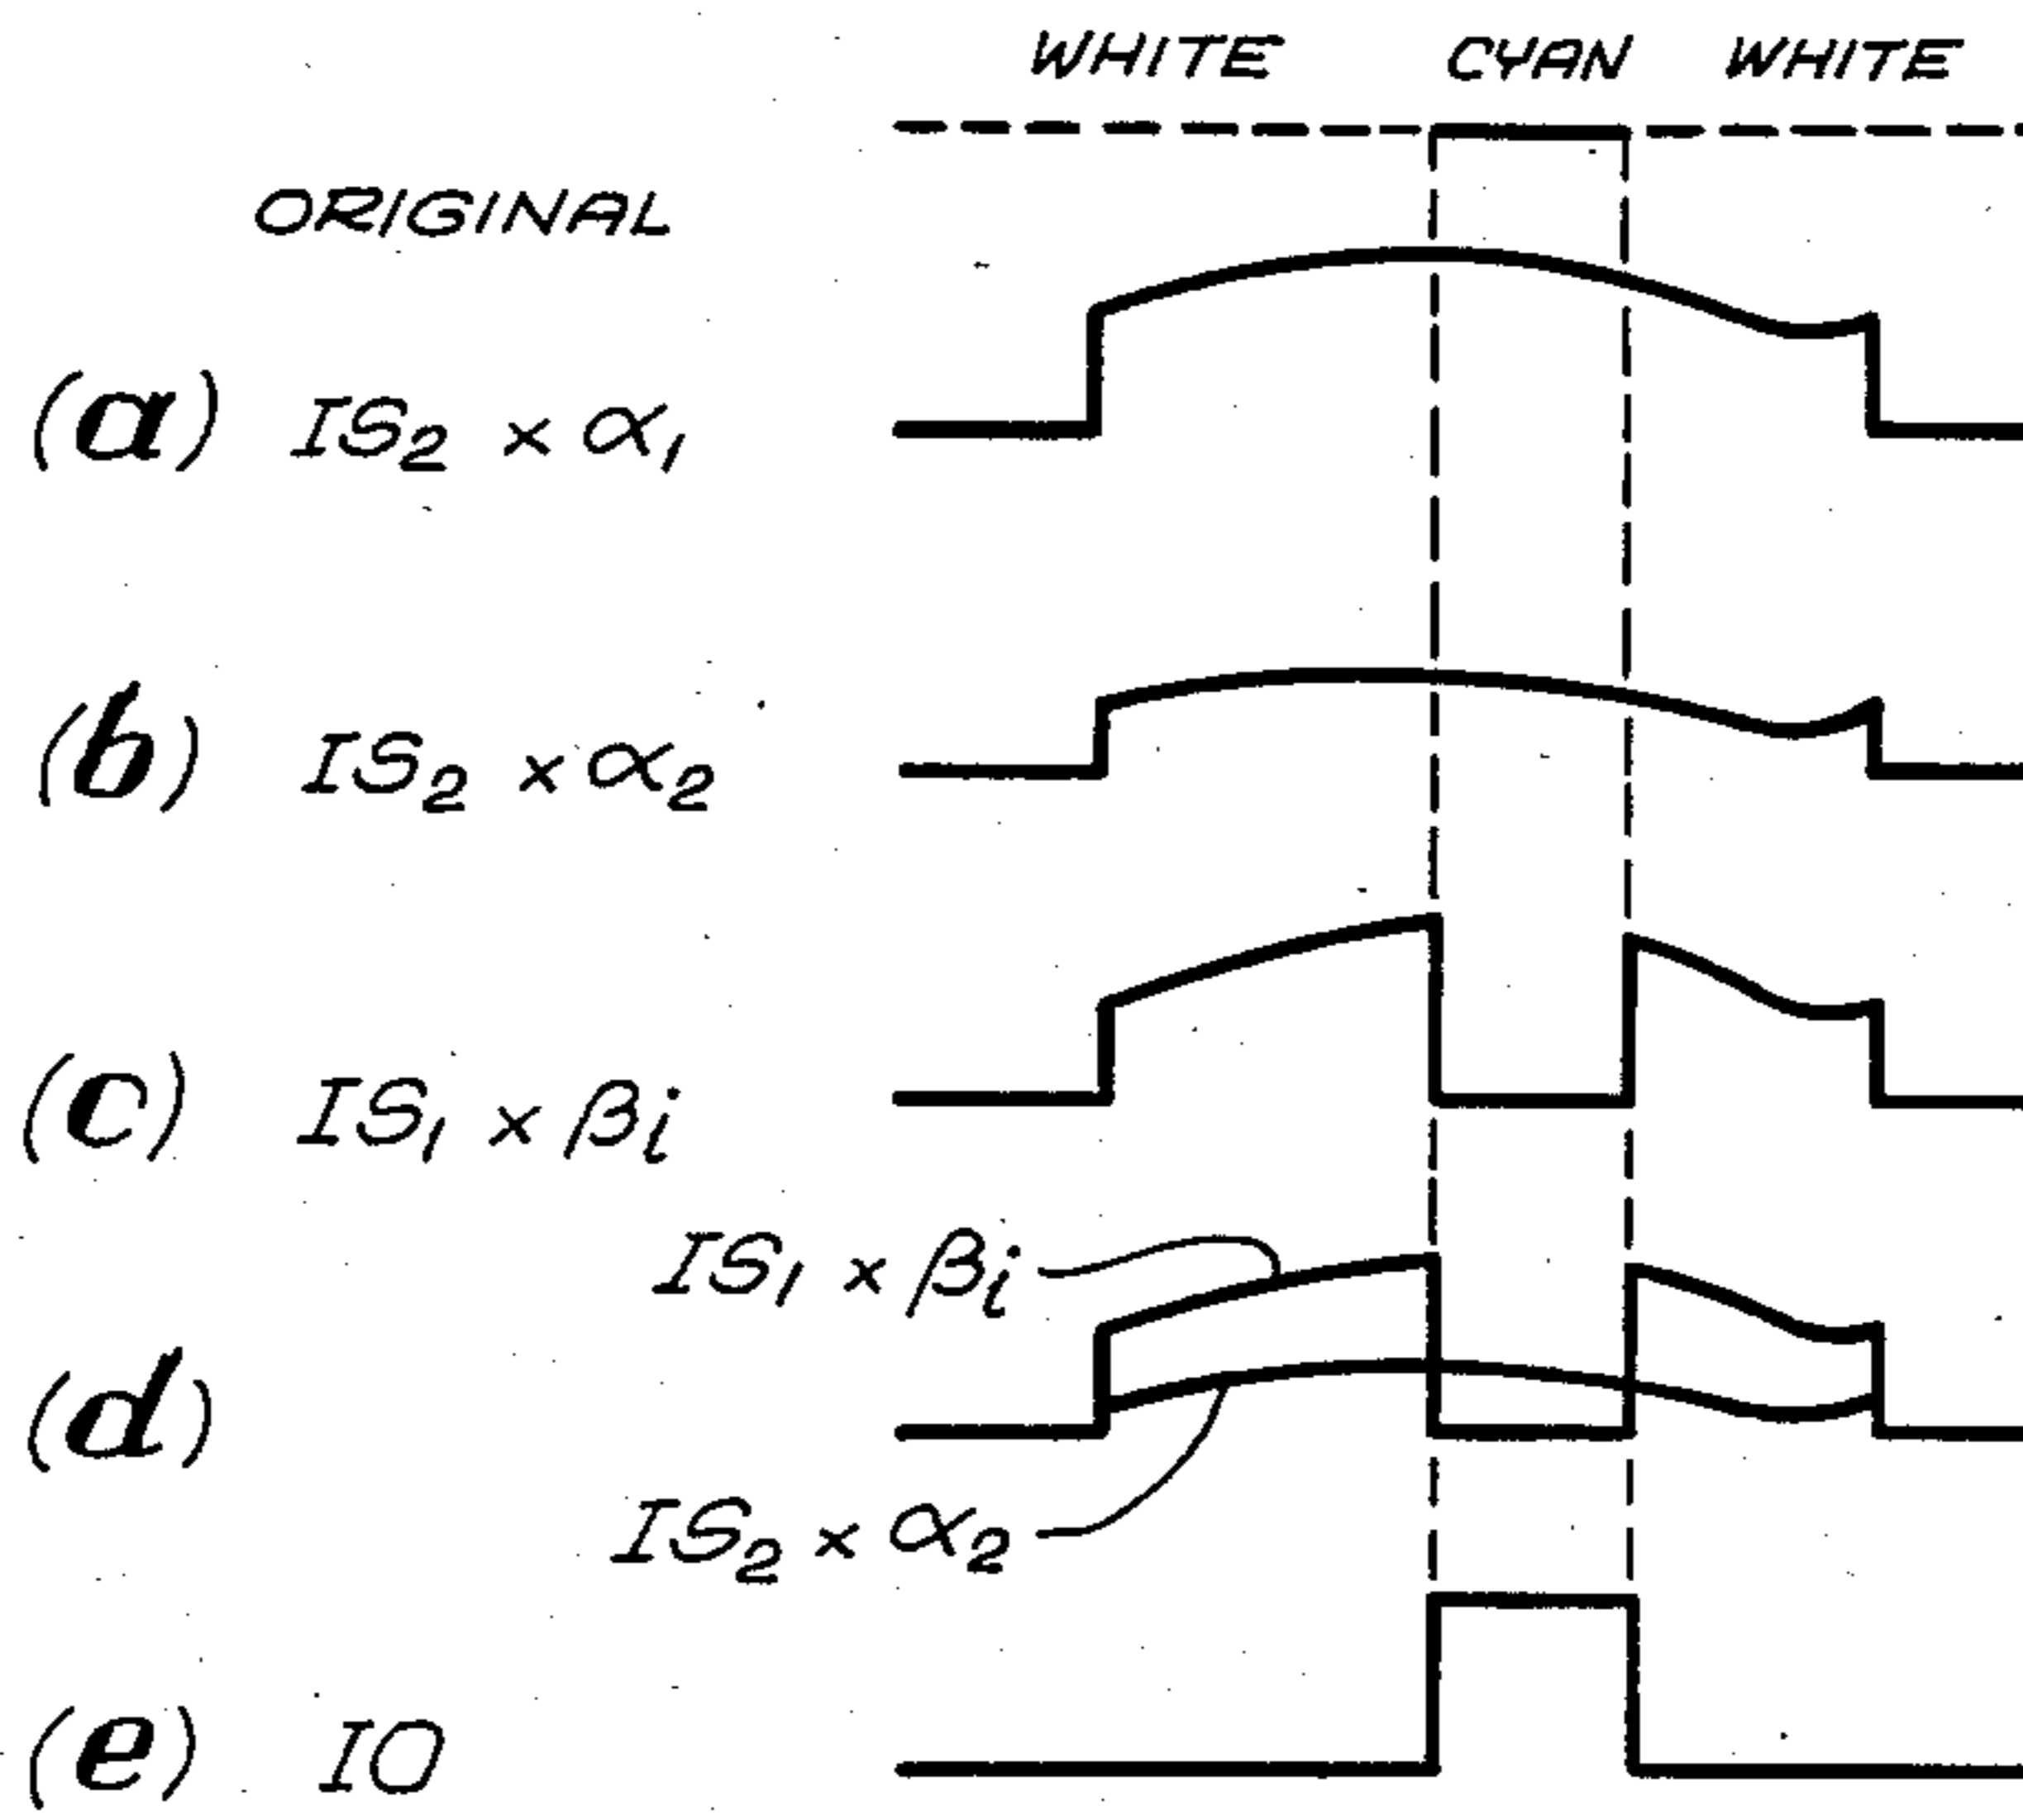 WHITE CYAN WHITE
ORIGINAL
(a) IS₂ × α₁
(b) IS₂ × α₂
(c) IS₁ × βi
IS₁ × βi
(d)
IS₂ × α₂
(e) IO